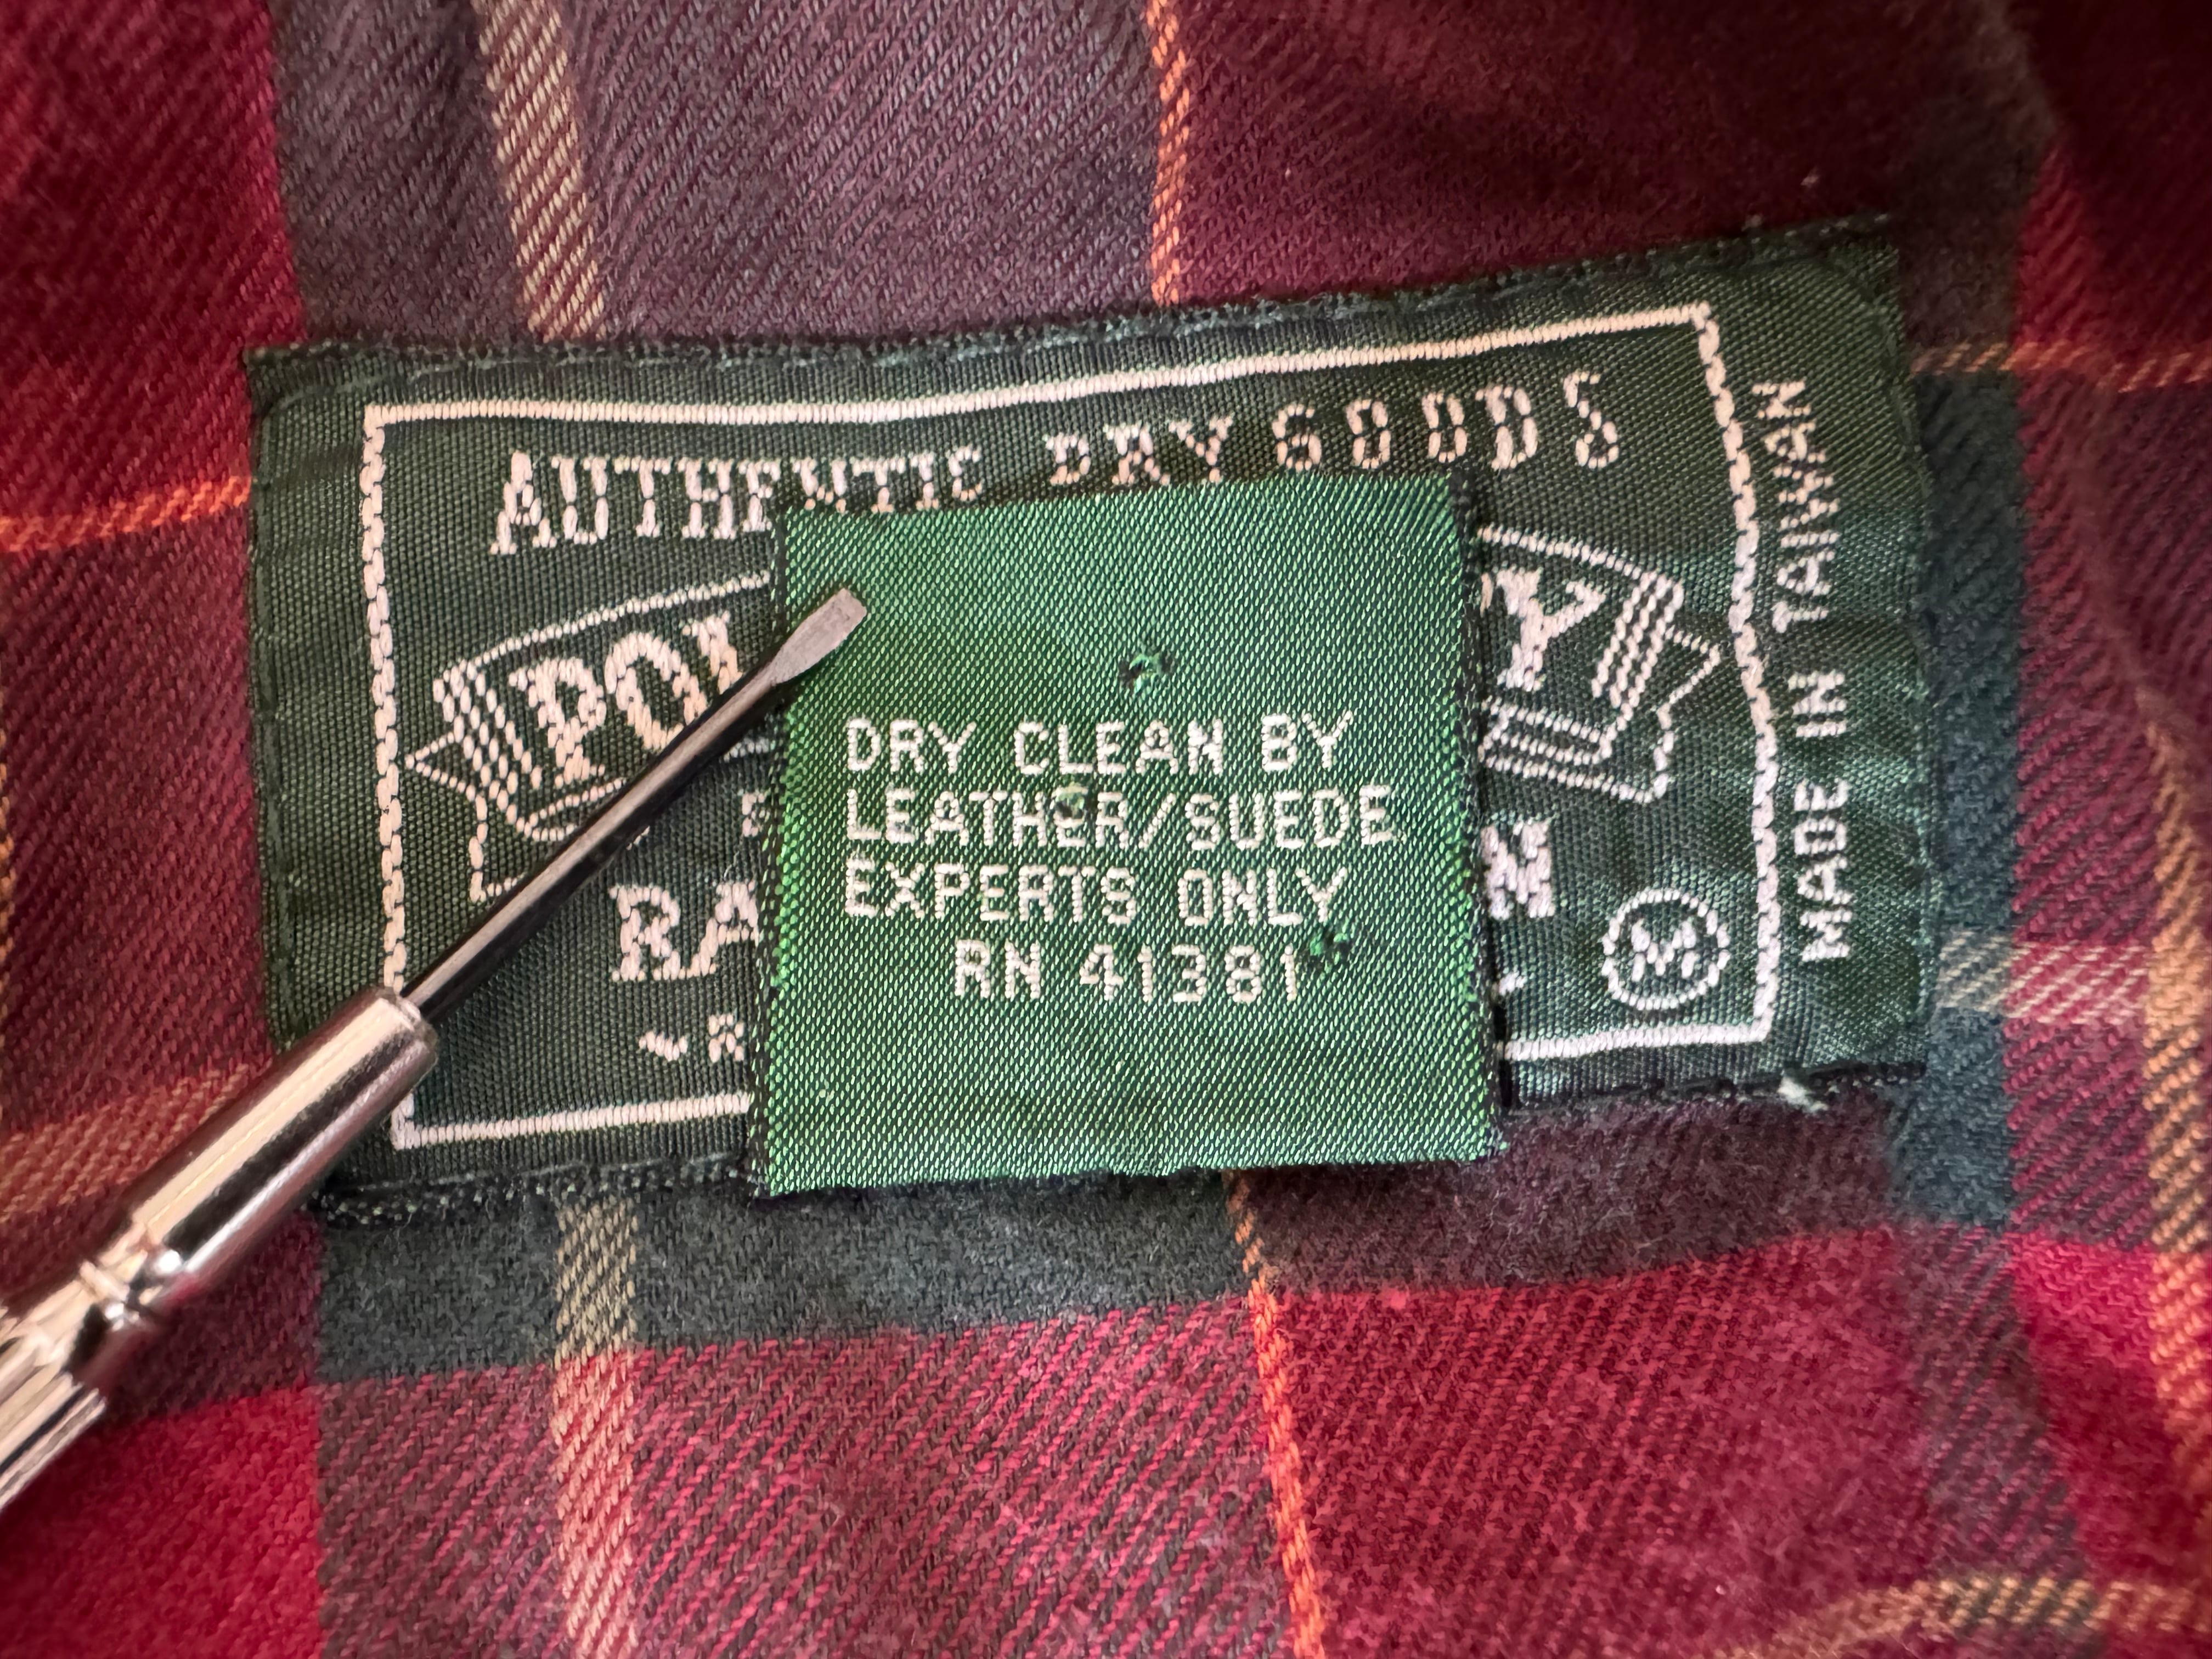 AUTHENTIC DRY GOODS
DRY CLEAN BY
LEATHER/SUEDE
EXPERTS ONLY
RN 41381
M
MADE IN TAIWAN